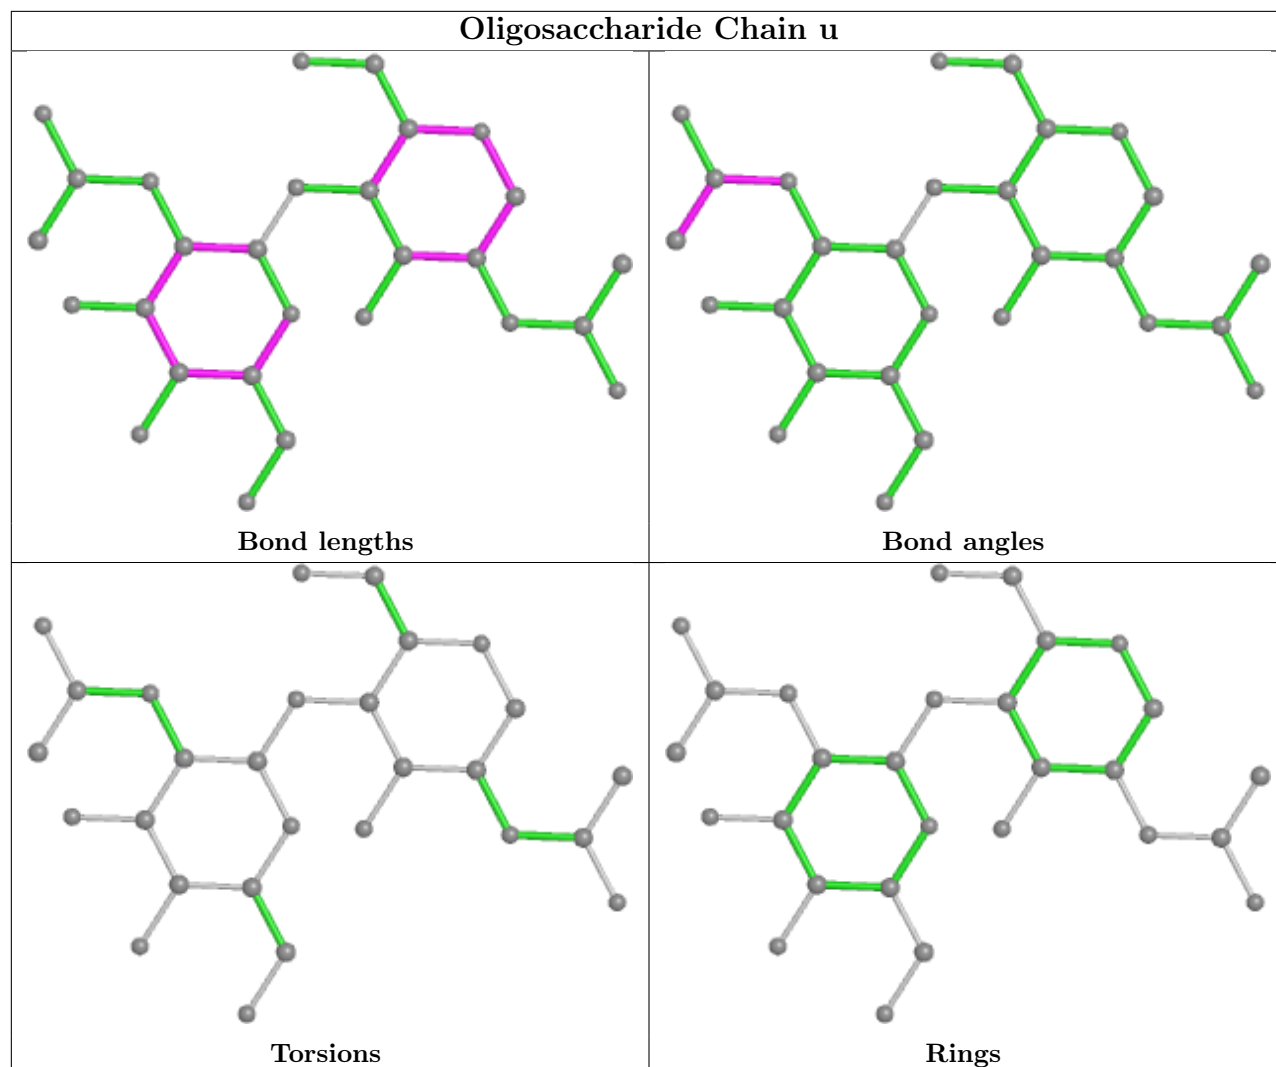 Oligosaccharide Chain u
Bond lengths
Bond angles
Torsions
Rings